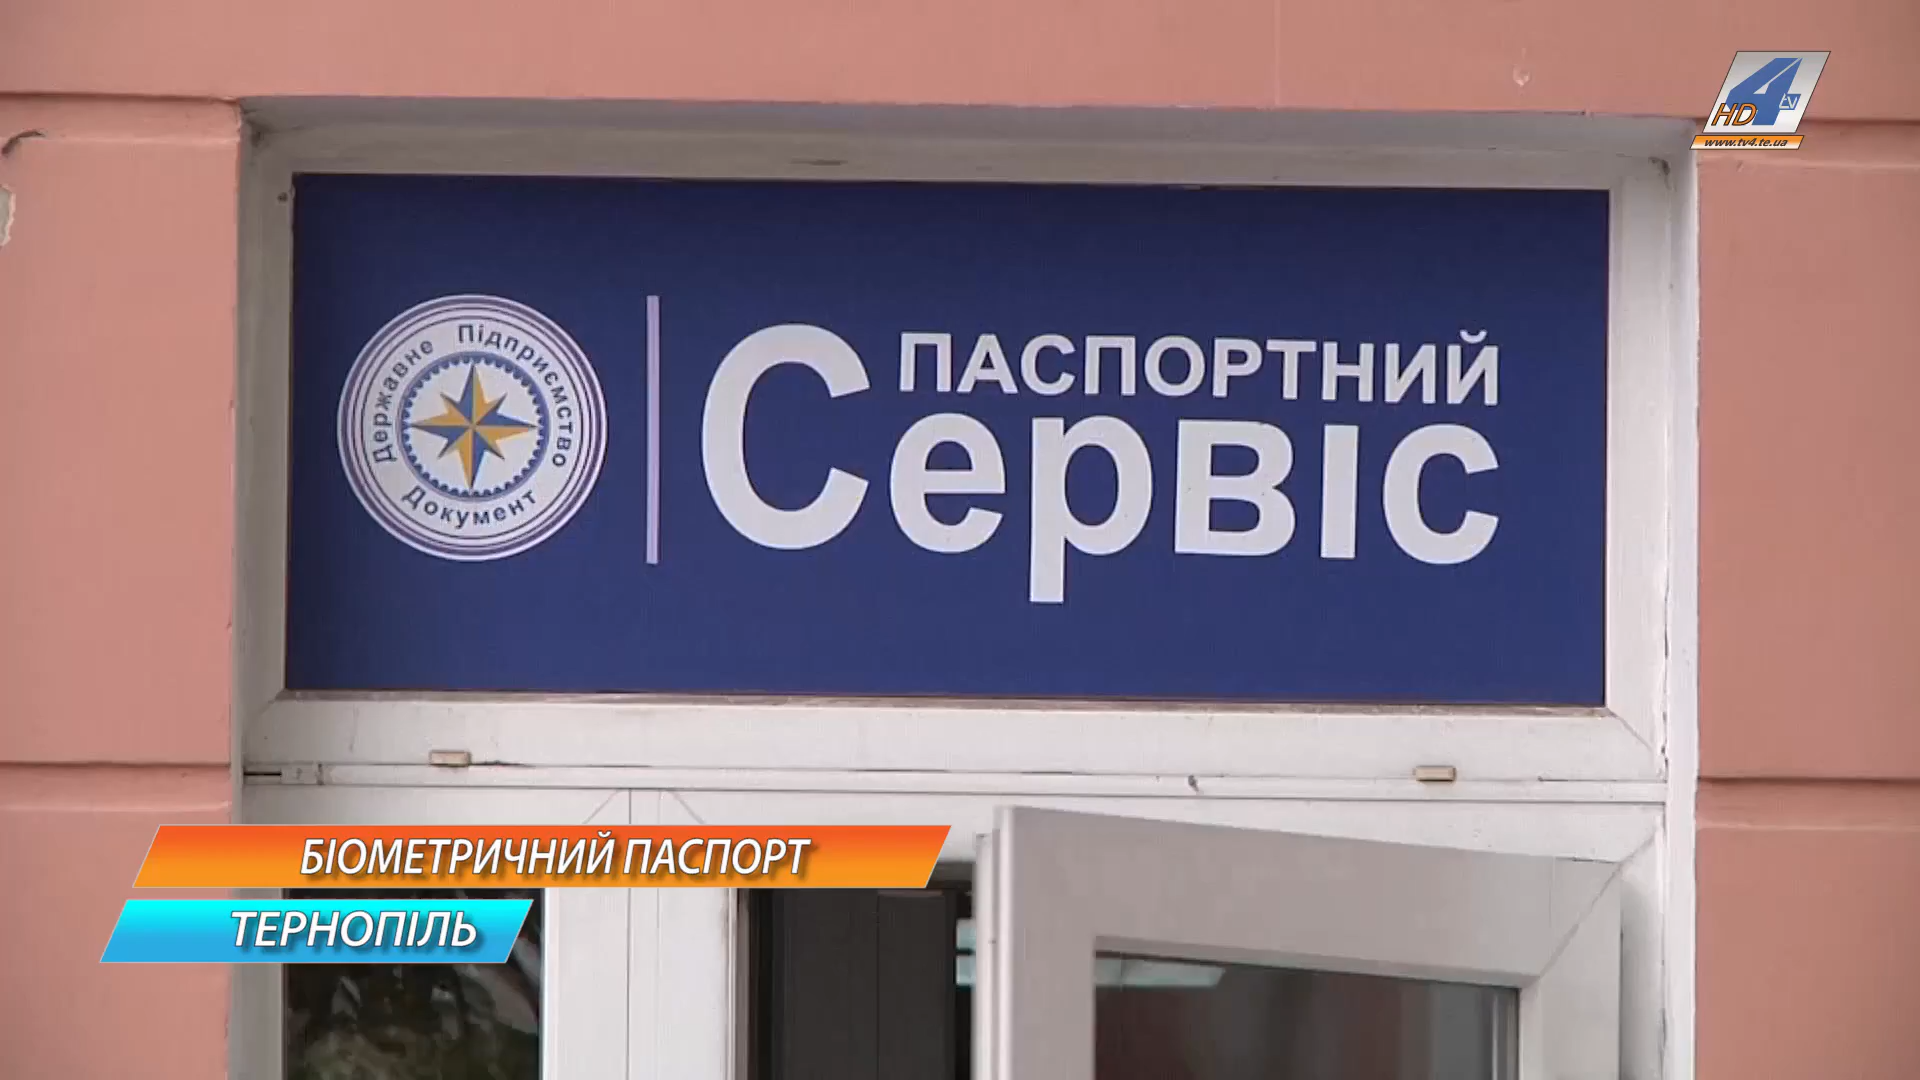 HD 4 tv
www.tv4.te.ua
Державне Підприємство
Документ
ПАСПОРТНИЙ
Сервіс
БІОМЕТРИЧНИЙ ПАСПОРТ
ТЕРНОПІЛЬ